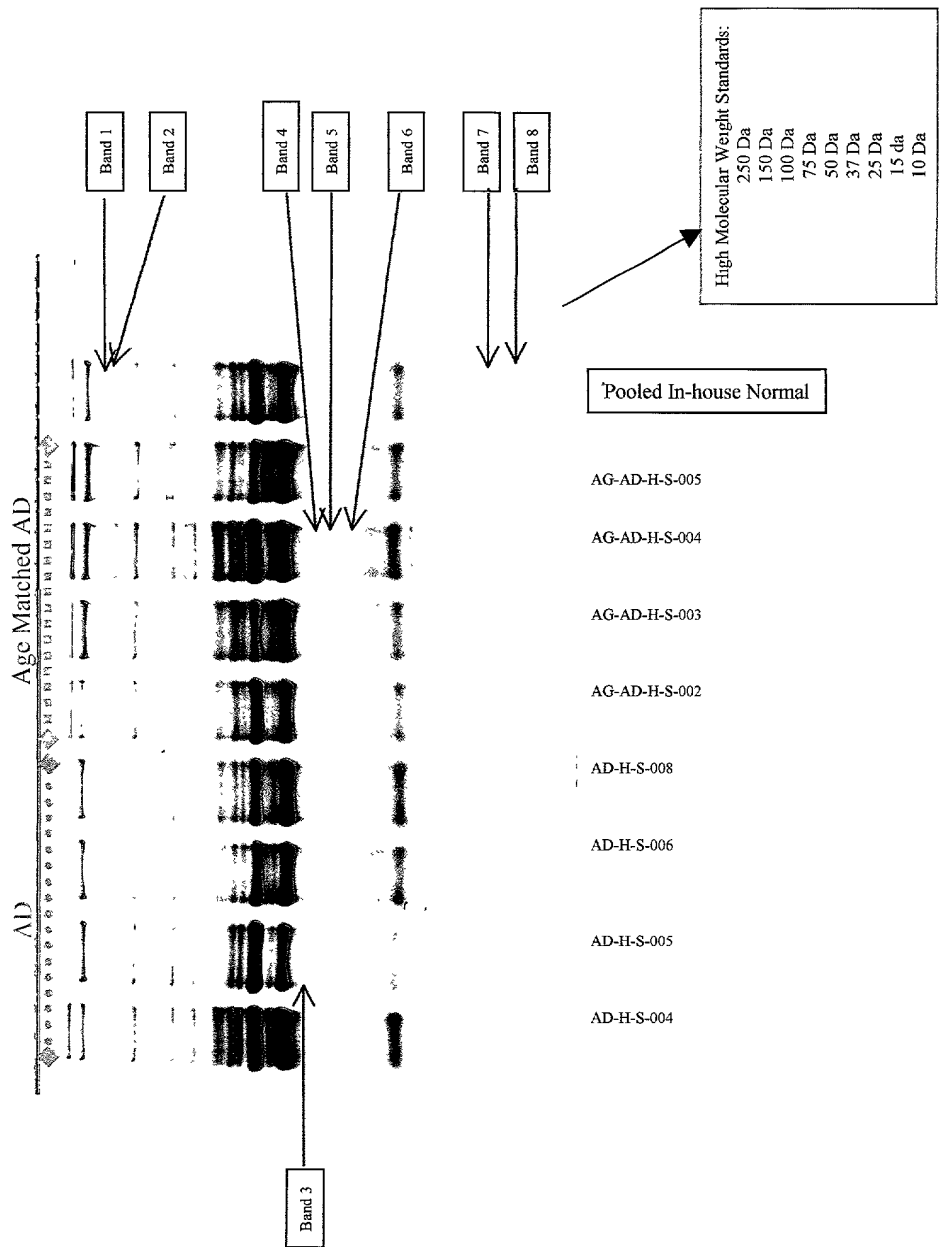 AD
Age Matched AD
Band 1
Band 2
Band 4
Band 5
Band 6
Band 7
Band 8
Band 3
High Molecular Weight Standards:
250 Da
150 Da
100 Da
75 Da
50 Da
37 Da
25 Da
15 da
10 Da
Pooled In-house Normal
AG-AD-H-S-005
AG-AD-H-S-004
AG-AD-H-S-003
AG-AD-H-S-002
AD-H-S-008
AD-H-S-006
AD-H-S-005
AD-H-S-004